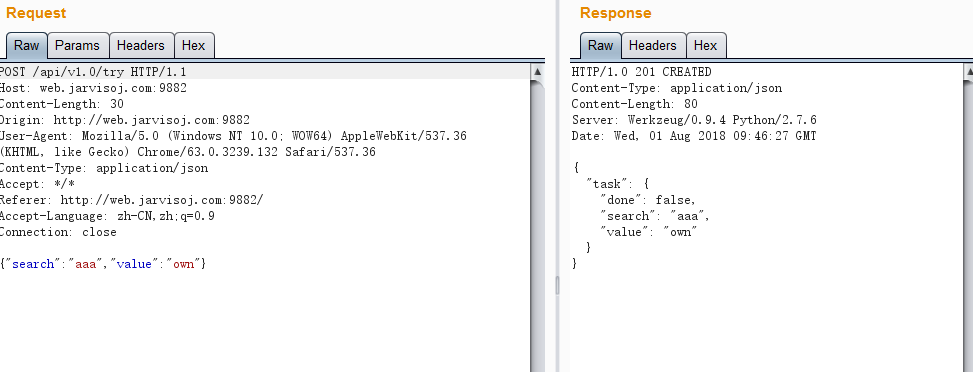 Request
Raw Params Headers Hex
POST /api/v1.0/try HTTP/1.1
Host: web.jarvisoj.com:9882
Content-Length: 30
Origin: http://web.jarvisoj.com:9882
User-Agent: Mozilla/5.0 (Windows NT 10.0; WOW64) AppleWebKit/537.36
(KHTML, like Gecko) Chrome/63.0.3239.132 Safari/537.36
Content-Type: application/json
Accept: */*
Referer: http://web.jarvisoj.com:9882/
Accept-Language: zh-CN,zh;q=0.9
Connection: close
{"search":"aaa","value":"own"}
Response
Raw Headers Hex
HTTP/1.0 201 CREATED
Content-Type: application/json
Content-Length: 80
Server: Werkzeug/0.9.4 Python/2.7.6
Date: Wed, 01 Aug 2018 09:46:27 GMT
{
"task": {
"done": false,
"search": "aaa",
"value": "own"
}
}